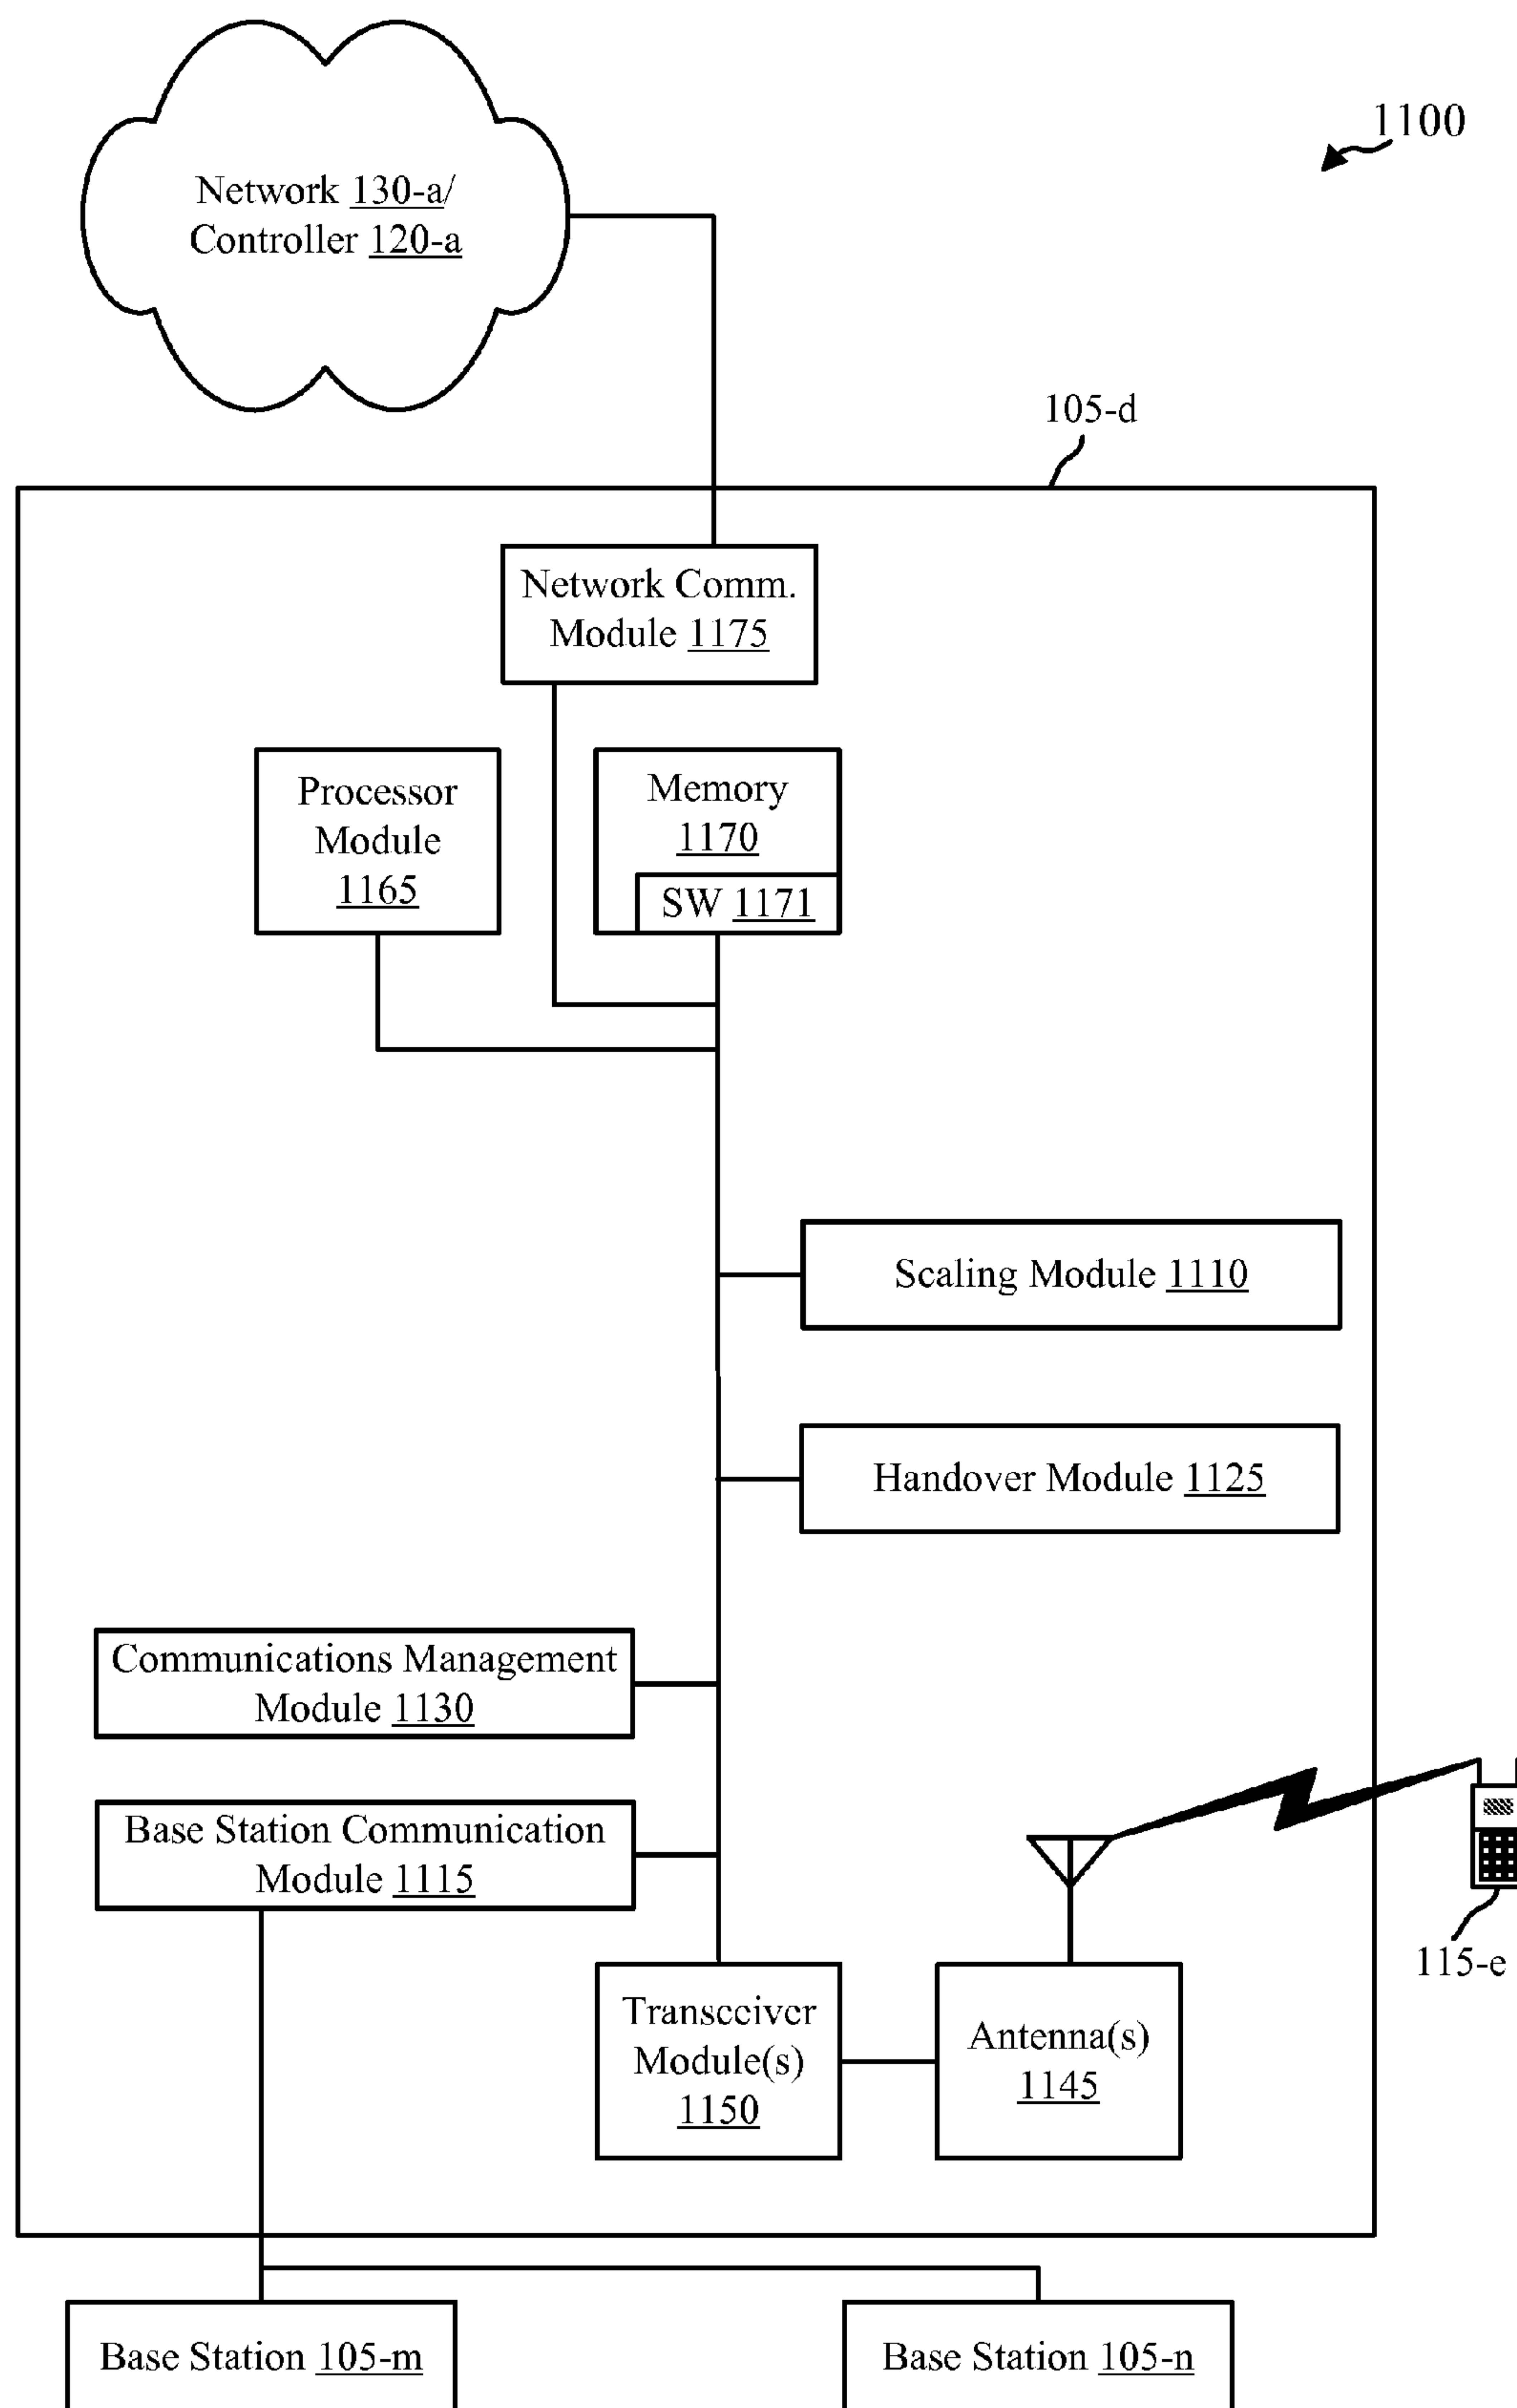 1100
Network 130-a/
Controller 120-a
105-d
Network Comm.
Module 1175
Processor
Module
1165
Memory
1170
SW 1171
Scaling Module 1110
Handover Module 1125
Communications Management
Module 1130
Base Station Communication
Module 1115
115-e
Transceiver
Module(s)
1150
Antenna(s)
1145
Base Station 105-m
Base Station 105-n